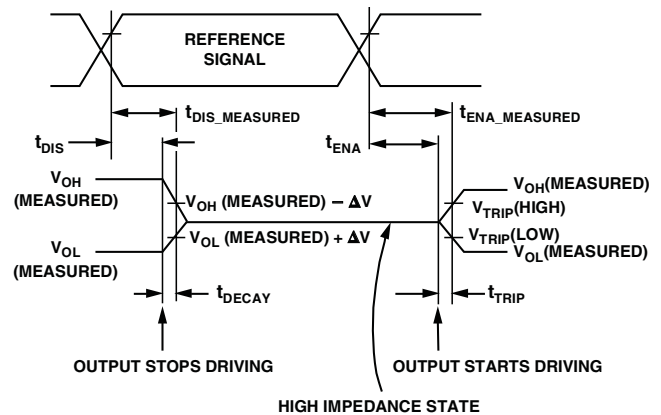 REFERENCE
SIGNAL
tDIS_MEASURED
tENA_MEASURED
tDIS
tENA
VOH
(MEASURED)
VOH (MEASURED) – ΔV
VOH(MEASURED)
VTRIP(HIGH)
VOL
(MEASURED)
VOL (MEASURED) + ΔV
VTRIP(LOW)
VOL(MEASURED)
tDECAY
tTRIP
OUTPUT STOPS DRIVING
OUTPUT STARTS DRIVING
HIGH IMPEDANCE STATE